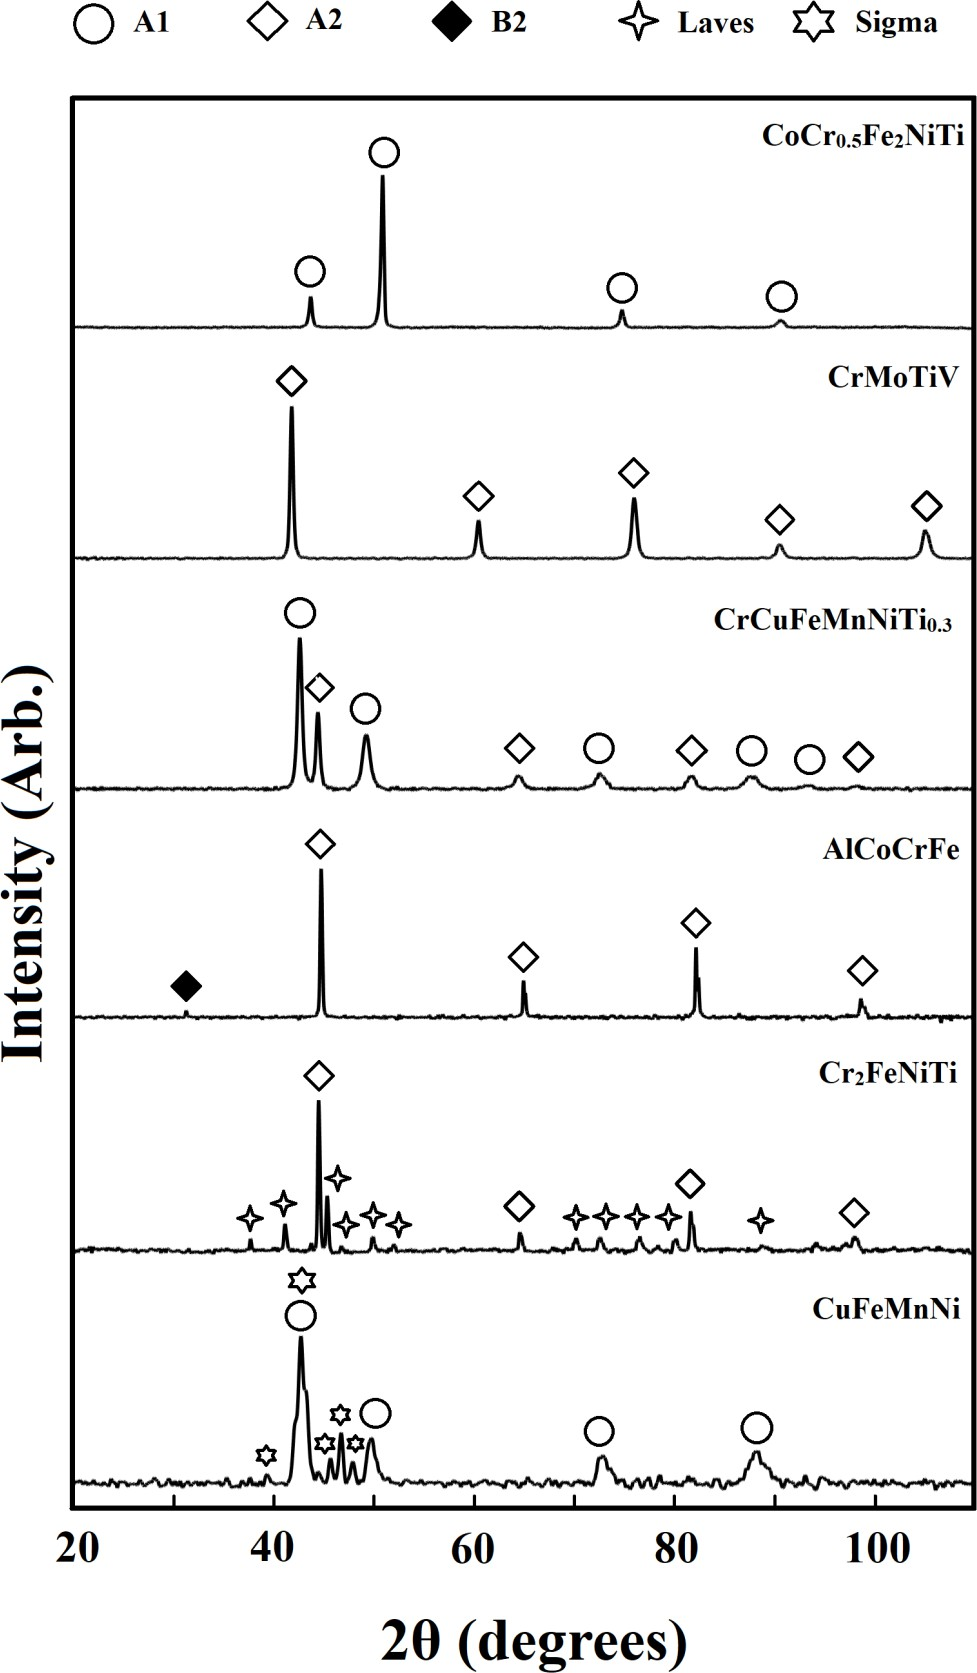 A1 A2 B2 Laves Sigma
CoCr₀.₅Fe₂NiTi
CrMoTiV
CrCuFeMnNiTi₀.₃
AlCoCrFe
Cr₂FeNiTi
CuFeMnNi
Intensity (Arb.)
20 40 60 80 100
2θ (degrees)